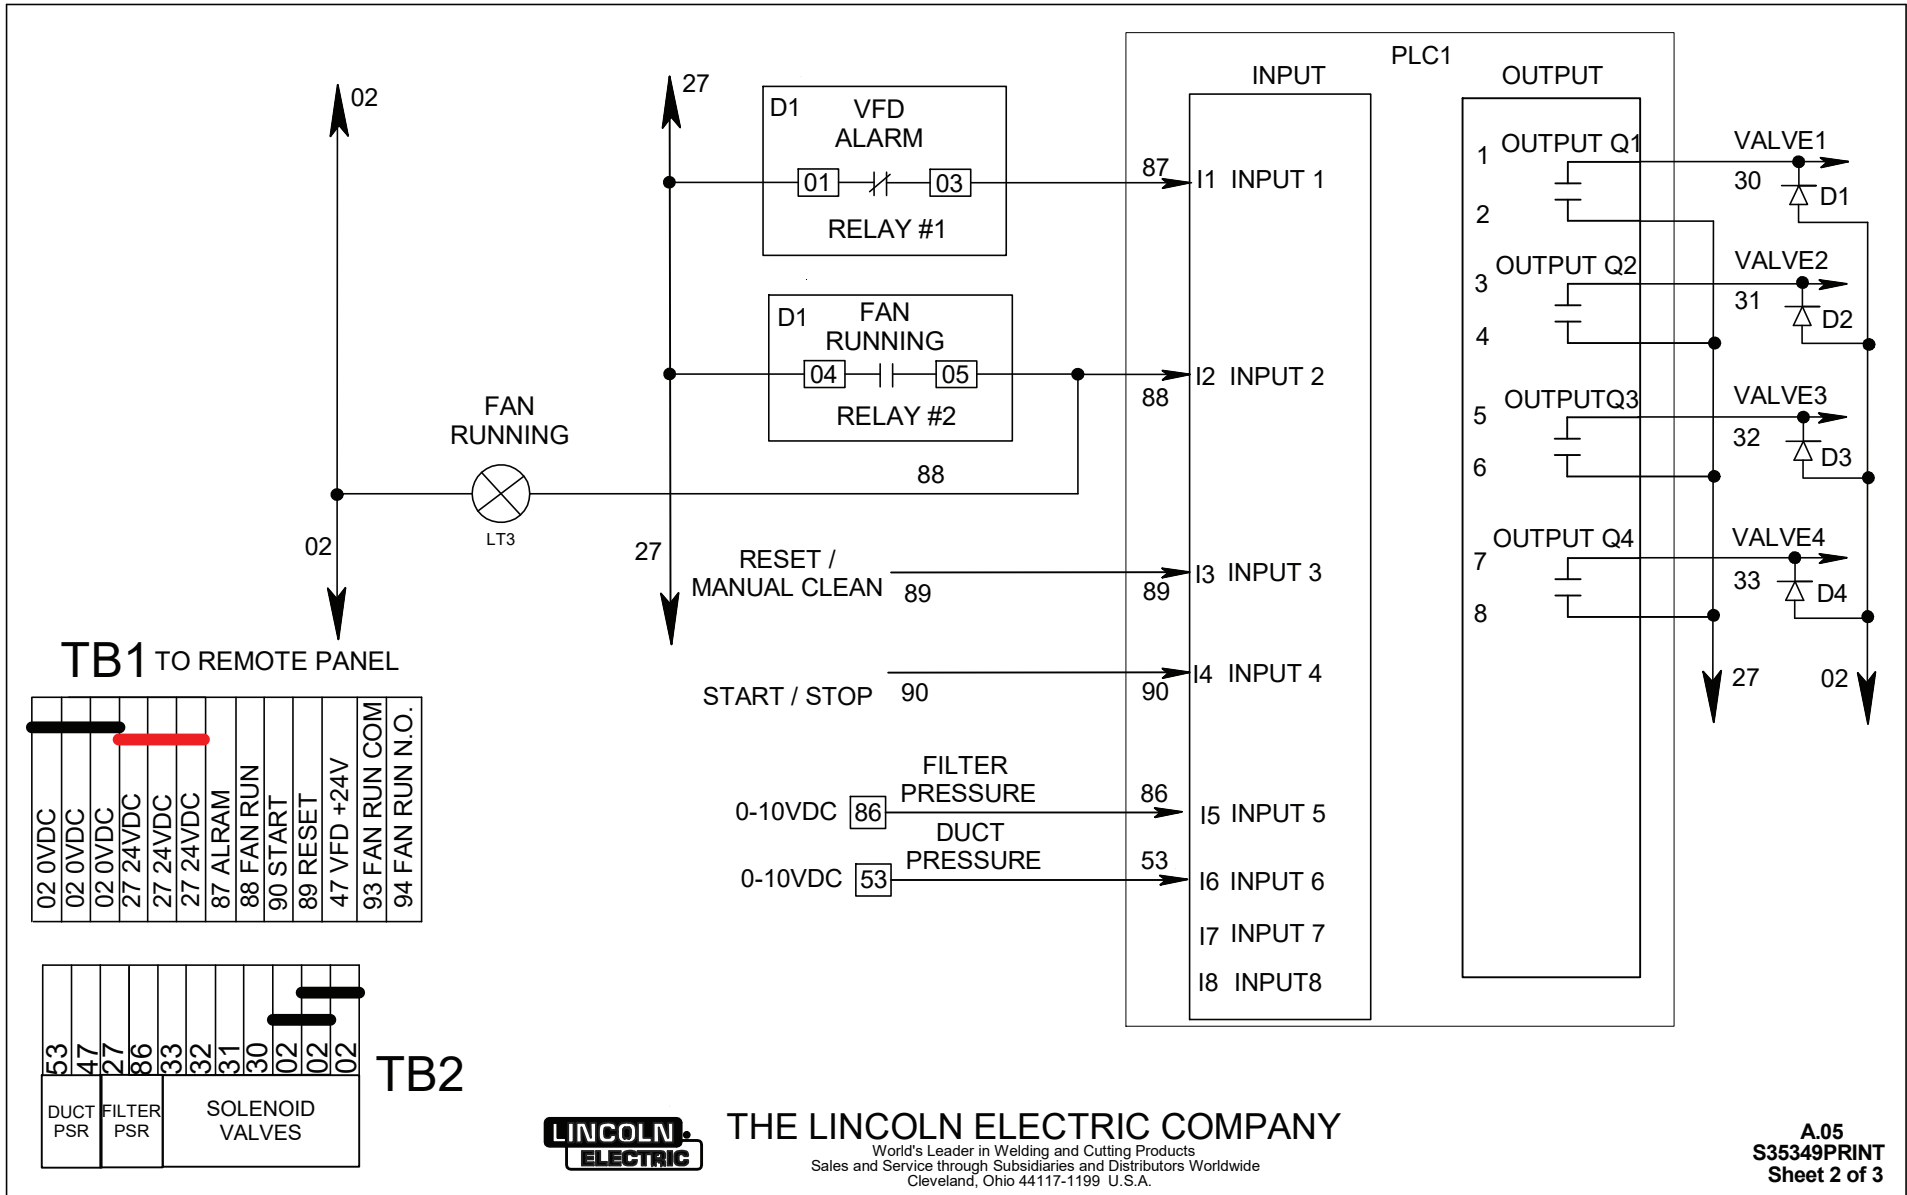 PLC1
INPUT
OUTPUT
02
27
D1
VFD
ALARM
01
03
RELAY #1
87
I1 INPUT 1
D1
FAN
RUNNING
04
05
RELAY #2
88
I2 INPUT 2
FAN
RUNNING
LT3
88
02
27
RESET /
MANUAL CLEAN
89
89
I3 INPUT 3
START / STOP
90
90
I4 INPUT 4
FILTER
PRESSURE
0-10VDC
86
86
I5 INPUT 5
DUCT
PRESSURE
0-10VDC
53
53
I6 INPUT 6
I7 INPUT 7
I8 INPUT8
1
OUTPUT Q1
2
3
OUTPUT Q2
4
5
OUTPUTQ3
6
7
OUTPUT Q4
8
VALVE1
30
D1
VALVE2
31
D2
VALVE3
32
D3
VALVE4
33
D4
27
02
TB1 TO REMOTE PANEL
02 0VDC
02 0VDC
02 0VDC
27 24VDC
27 24VDC
27 24VDC
87 ALRAM
88 FAN RUN
90 START
89 RESET
47 VFD +24V
93 FAN RUN COM
94 FAN RUN N.O.
53
47
27
86
33
32
31
30
02
02
02
TB2
DUCT
PSR
FILTER
PSR
SOLENOID
VALVES
LINCOLN
ELECTRIC
THE LINCOLN ELECTRIC COMPANY
World's Leader in Welding and Cutting Products
Sales and Service through Subsidiaries and Distributors Worldwide
Cleveland, Ohio 44117-1199 U.S.A.
A.05
S35349PRINT
Sheet 2 of 3